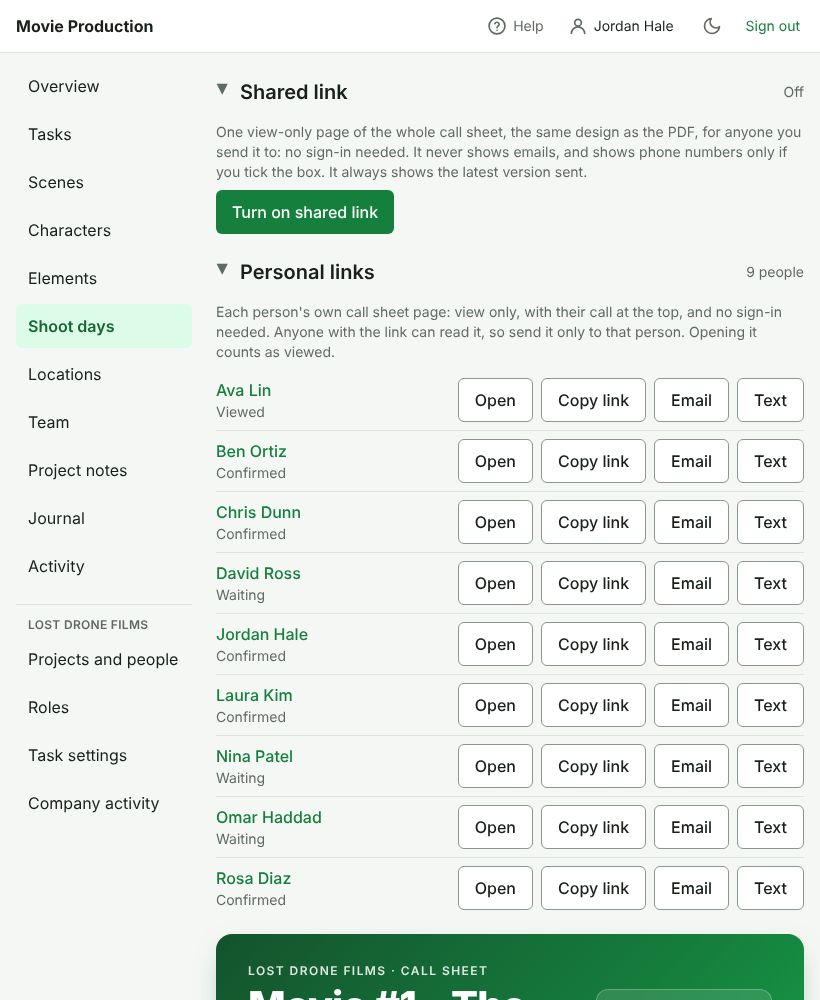 Movie Production
Help
Jordan Hale
Sign out
Overview
Tasks
Scenes
Characters
Elements
Shoot days
Locations
Team
Project notes
Journal
Activity
LOST DRONE FILMS
Projects and people
Roles
Task settings
Company activity
Shared link
Off
One view-only page of the whole call sheet, the same design as the PDF, for anyone you
send it to: no sign-in needed. It never shows emails, and shows phone numbers only if
you tick the box. It always shows the latest version sent.
Turn on shared link
Personal links
9 people
Each person's own call sheet page: view only, with their call at the top, and no sign-in
needed. Anyone with the link can read it, so send it only to that person. Opening it
counts as viewed.
Ava Lin
Viewed
Open Copy link Email Text
Ben Ortiz
Confirmed
Open Copy link Email Text
Chris Dunn
Confirmed
Open Copy link Email Text
David Ross
Waiting
Open Copy link Email Text
Jordan Hale
Confirmed
Open Copy link Email Text
Laura Kim
Confirmed
Open Copy link Email Text
Nina Patel
Waiting
Open Copy link Email Text
Omar Haddad
Waiting
Open Copy link Email Text
Rosa Diaz
Confirmed
Open Copy link Email Text
LOST DRONE FILMS · CALL SHEET
Movie #1 - The